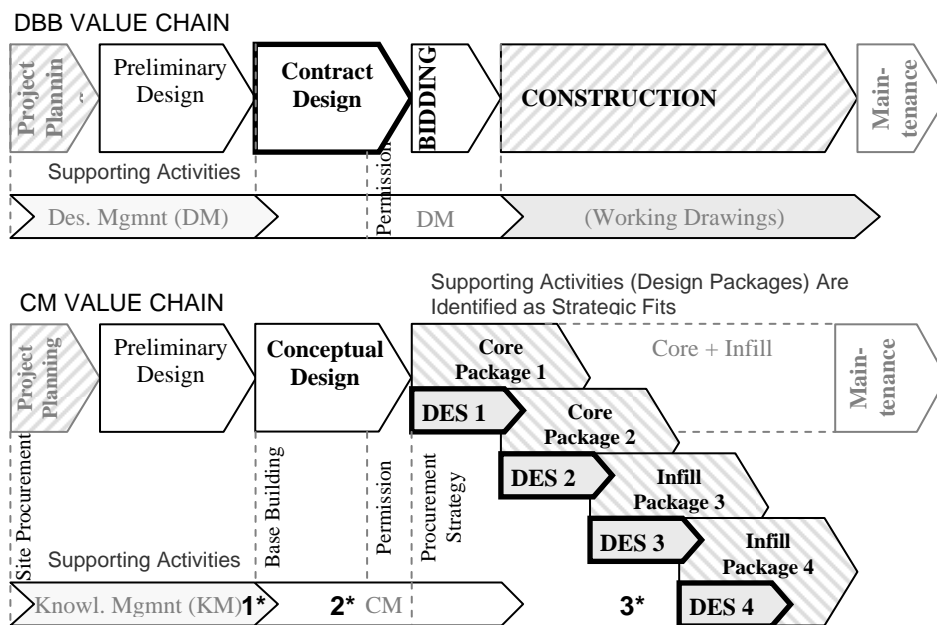 DBB VALUE CHAIN
Project
Plannin
Preliminary
Design
Contract
Design
BIDDING
CONSTRUCTION
Main-
tenance
Supporting Activities
Permission
Des. Mgmnt (DM)
DM
(Working Drawings)
Supporting Activities (Design Packages) Are
Identified as Strategic Fits
CM VALUE CHAIN
Project
Planning
Preliminary
Design
Conceptual
Design
Core
Package 1
Core + Infill
Main-
tenance
DES 1
Core
Package 2
DES 2
Infill
Package 3
DES 3
Infill
Package 4
DES 4
Site Procurement
Base Building
Permission
Procurement
Strategy
Supporting Activities
Knowl. Mgmnt (KM) 1*
2* CM
3*